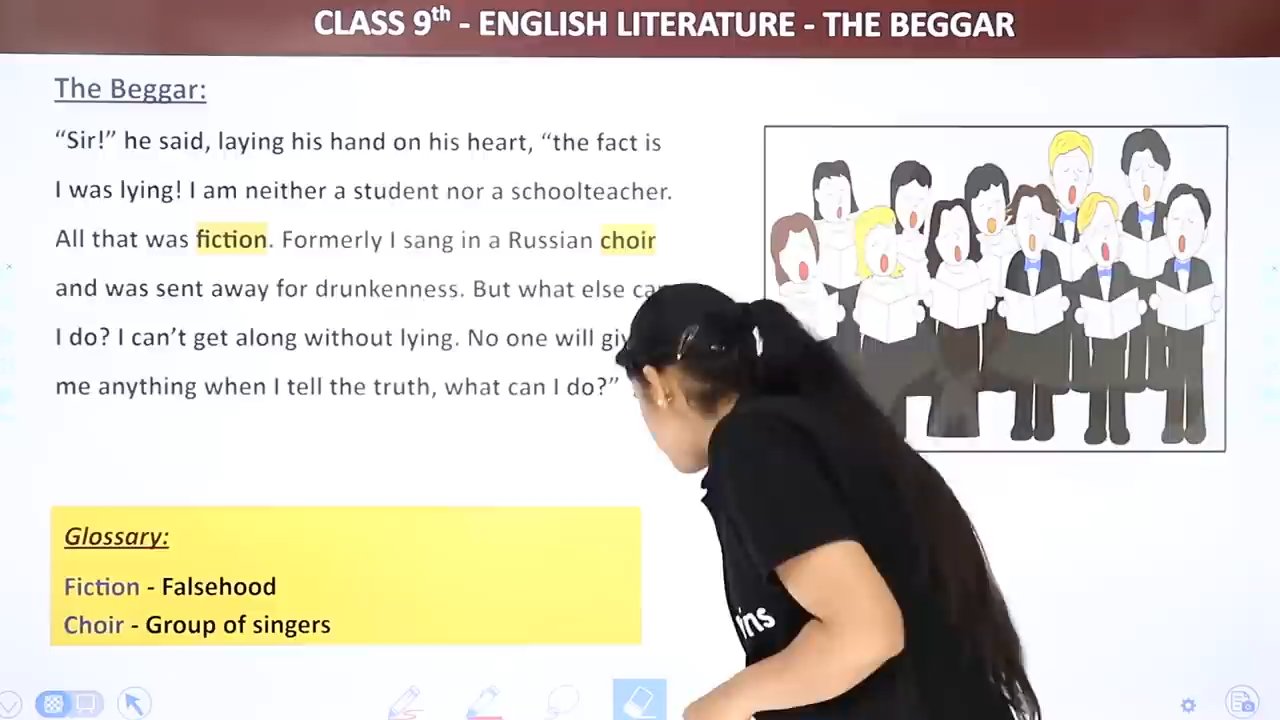 CLASS 9th - ENGLISH LITERATURE - THE BEGGAR
The Beggar:
“Sir!” he said, laying his hand on his heart, “the fact is
I was lying! I am neither a student nor a schoolteacher.
All that was fiction. Formerly I sang in a Russian choir
and was sent away for drunkenness. But what else
I do? I can’t get along without lying. No one will
me anything when I tell the truth, what can I do?”
Glossary:
Fiction - Falsehood
Choir - Group of singers